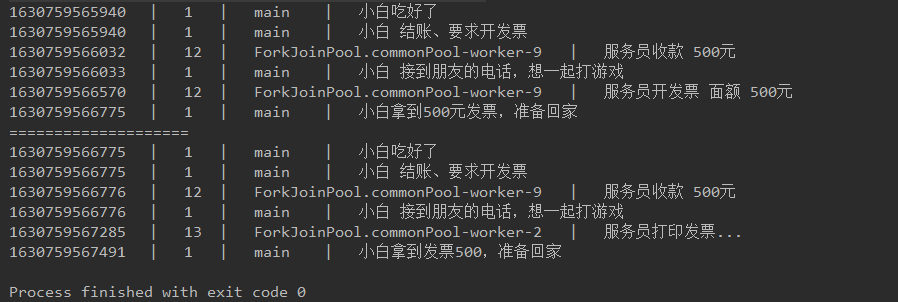 1630759565940 | 1 | main | 小白吃好了
1630759565940 | 1 | main | 小白 结账、要求开发票
1630759566032 | 12 | ForkJoinPool.commonPool-worker-9 | 服务员收款 500元
1630759566033 | 1 | main | 小白 接到朋友的电话，想一起打游戏
1630759566570 | 12 | ForkJoinPool.commonPool-worker-9 | 服务员开发票 面额 500元
1630759566775 | 1 | main | 小白拿到500元发票，准备回家
=====================
1630759566775 | 1 | main | 小白吃好了
1630759566775 | 1 | main | 小白 结账、要求开发票
1630759566776 | 12 | ForkJoinPool.commonPool-worker-9 | 服务员收款 500元
1630759566776 | 1 | main | 小白 接到朋友的电话，想一起打游戏
1630759567285 | 13 | ForkJoinPool.commonPool-worker-2 | 服务员打印发票...
1630759567491 | 1 | main | 小白拿到发票500，准备回家
Process finished with exit code 0